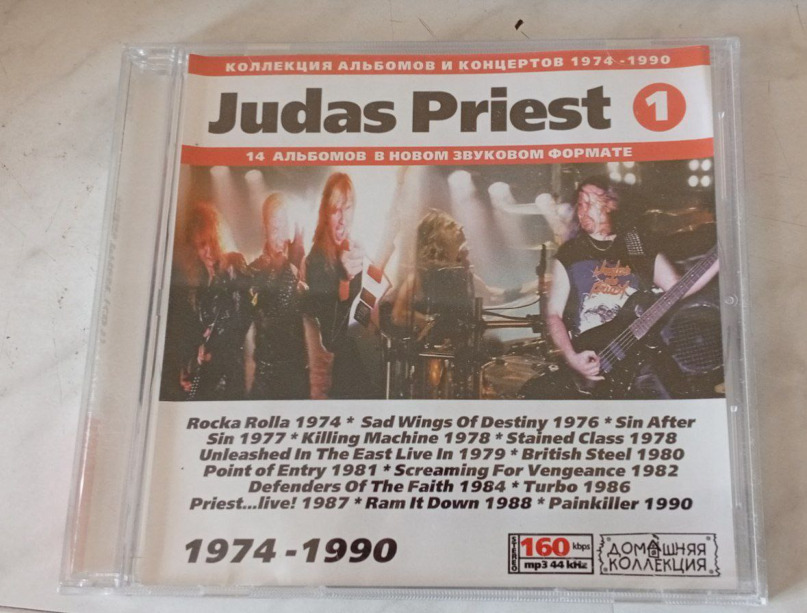 КОЛЛЕКЦИЯ АЛЬБОМОВ И КОНЦЕРТОВ 1974 -1990
Judas Priest 1
14 АЛЬБОМОВ В НОВОМ ЗВУКОВОМ ФОРМАТЕ
Rocka Rolla 1974 * Sad Wings Of Destiny 1976 * Sin After
Sin 1977 * Killing Machine 1978 * Stained Class 1978
Unleashed In The East Live In 1979 * British Steel 1980
Point of Entry 1981 * Screaming For Vengeance 1982
Defenders Of The Faith 1984 * Turbo 1986
Priest...live! 1987 * Ram It Down 1988 * Painkiller 1990
1974 -1990
STEREO
160 kbps
mp3 44 kHz
ДОМАШНЯЯ
КОЛЛЕКЦИЯ